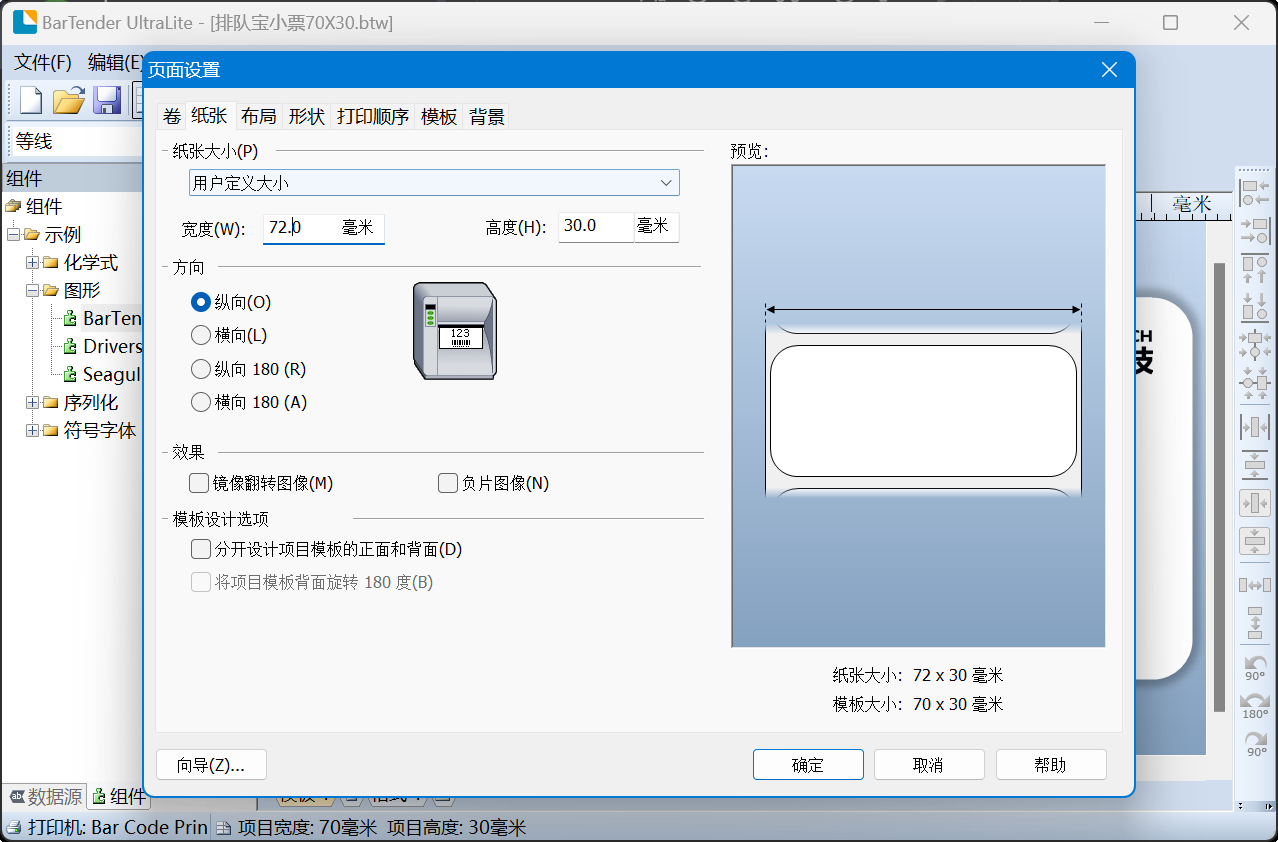 BarTender UltraLite - [排队宝小票70X30.btw]
文件(F) 编辑(E)
页面设置
等线
卷 纸张 布局 形状 打印顺序 模板 背景
纸张大小(P)
用户定义大小
宽度(W): 72.0 毫米 高度(H): 30.0 毫米
方向
纵向(O)
横向(L)
纵向 180 (R)
横向 180 (A)
123
效果
镜像翻转图像(M) 负片图像(N)
模板设计选项
分开设计项目模板的正面和背面(D)
将项目模板背面旋转 180 度(B)
预览:
纸张大小: 72 x 30 毫米
模板大小: 70 x 30 毫米
向导(Z)... 确定 取消 帮助
组件
组件
示例
化学式
图形
BarTen
Drivers
Seagul
序列化
符号字体
毫米
CH
技
90°
180°
90°
数据源 组件
模板 1 格式 1
打印机: Bar Code Prin 项目宽度: 70毫米 项目高度: 30毫米